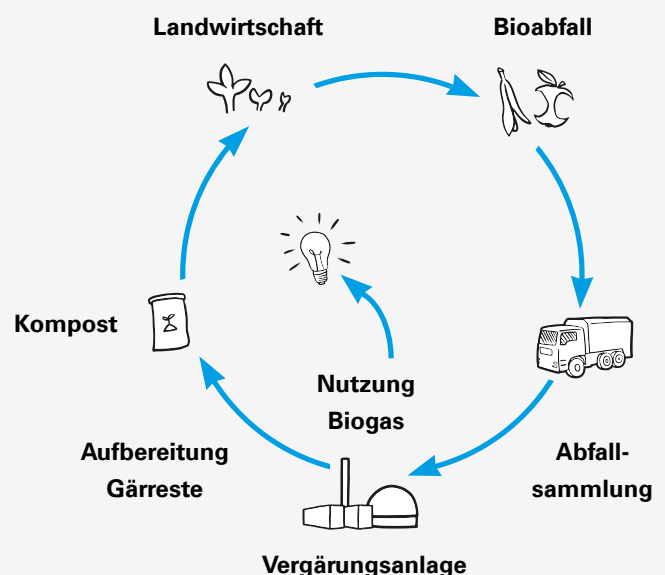 Landwirtschaft
Bioabfall
Kompost
Nutzung
Biogas
Aufbereitung
Gärreste
Abfall-
sammlung
Vergärungsanlage